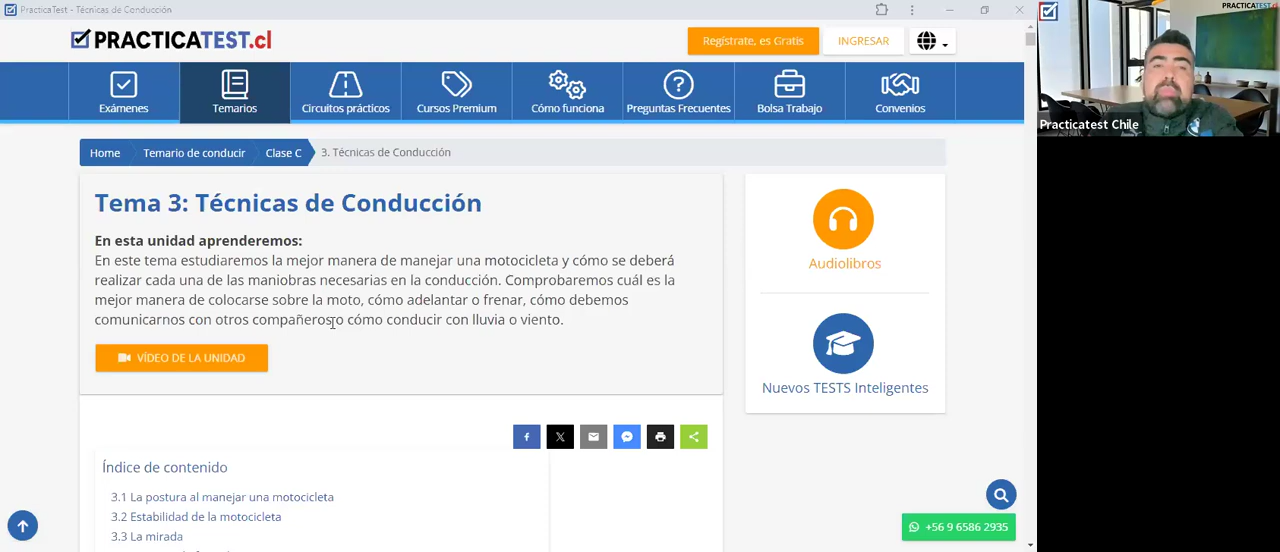 PracticaTest - Técnicas de Conducción
PRACTICATEST.cl
Regístrate, es Gratis
INGRESAR
Exámenes
Temarios
Circuitos prácticos
Cursos Premium
Cómo funciona
Preguntas Frecuentes
Bolsa Trabajo
Convenios
Home
Temario de conducir
Clase C
3. Técnicas de Conducción
Tema 3: Técnicas de Conducción
En esta unidad aprenderemos:
En este tema estudiaremos la mejor manera de manejar una motocicleta y cómo se deberá
realizar cada una de las maniobras necesarias en la conducción. Comprobaremos cuál es la
mejor manera de colocarse sobre la moto, cómo adelantar o frenar, cómo debemos
comunicarnos con otros compañeros o cómo conducir con lluvia o viento.
VÍDEO DE LA UNIDAD
Audiolibros
Nuevos TESTS Inteligentes
Índice de contenido
3.1 La postura al manejar una motocicleta
3.2 Estabilidad de la motocicleta
3.3 La mirada
+56 9 6586 2935
PRACTICATEST.cl
Practicatest Chile